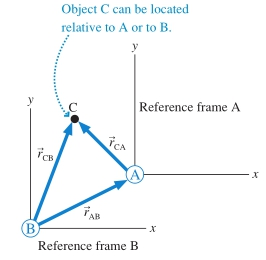 Object C can be located
relative to A or to B.
y
y
C
Reference frame A
r⃗CA
r⃗CB
A
x
r⃗AB
B
x
Reference frame B